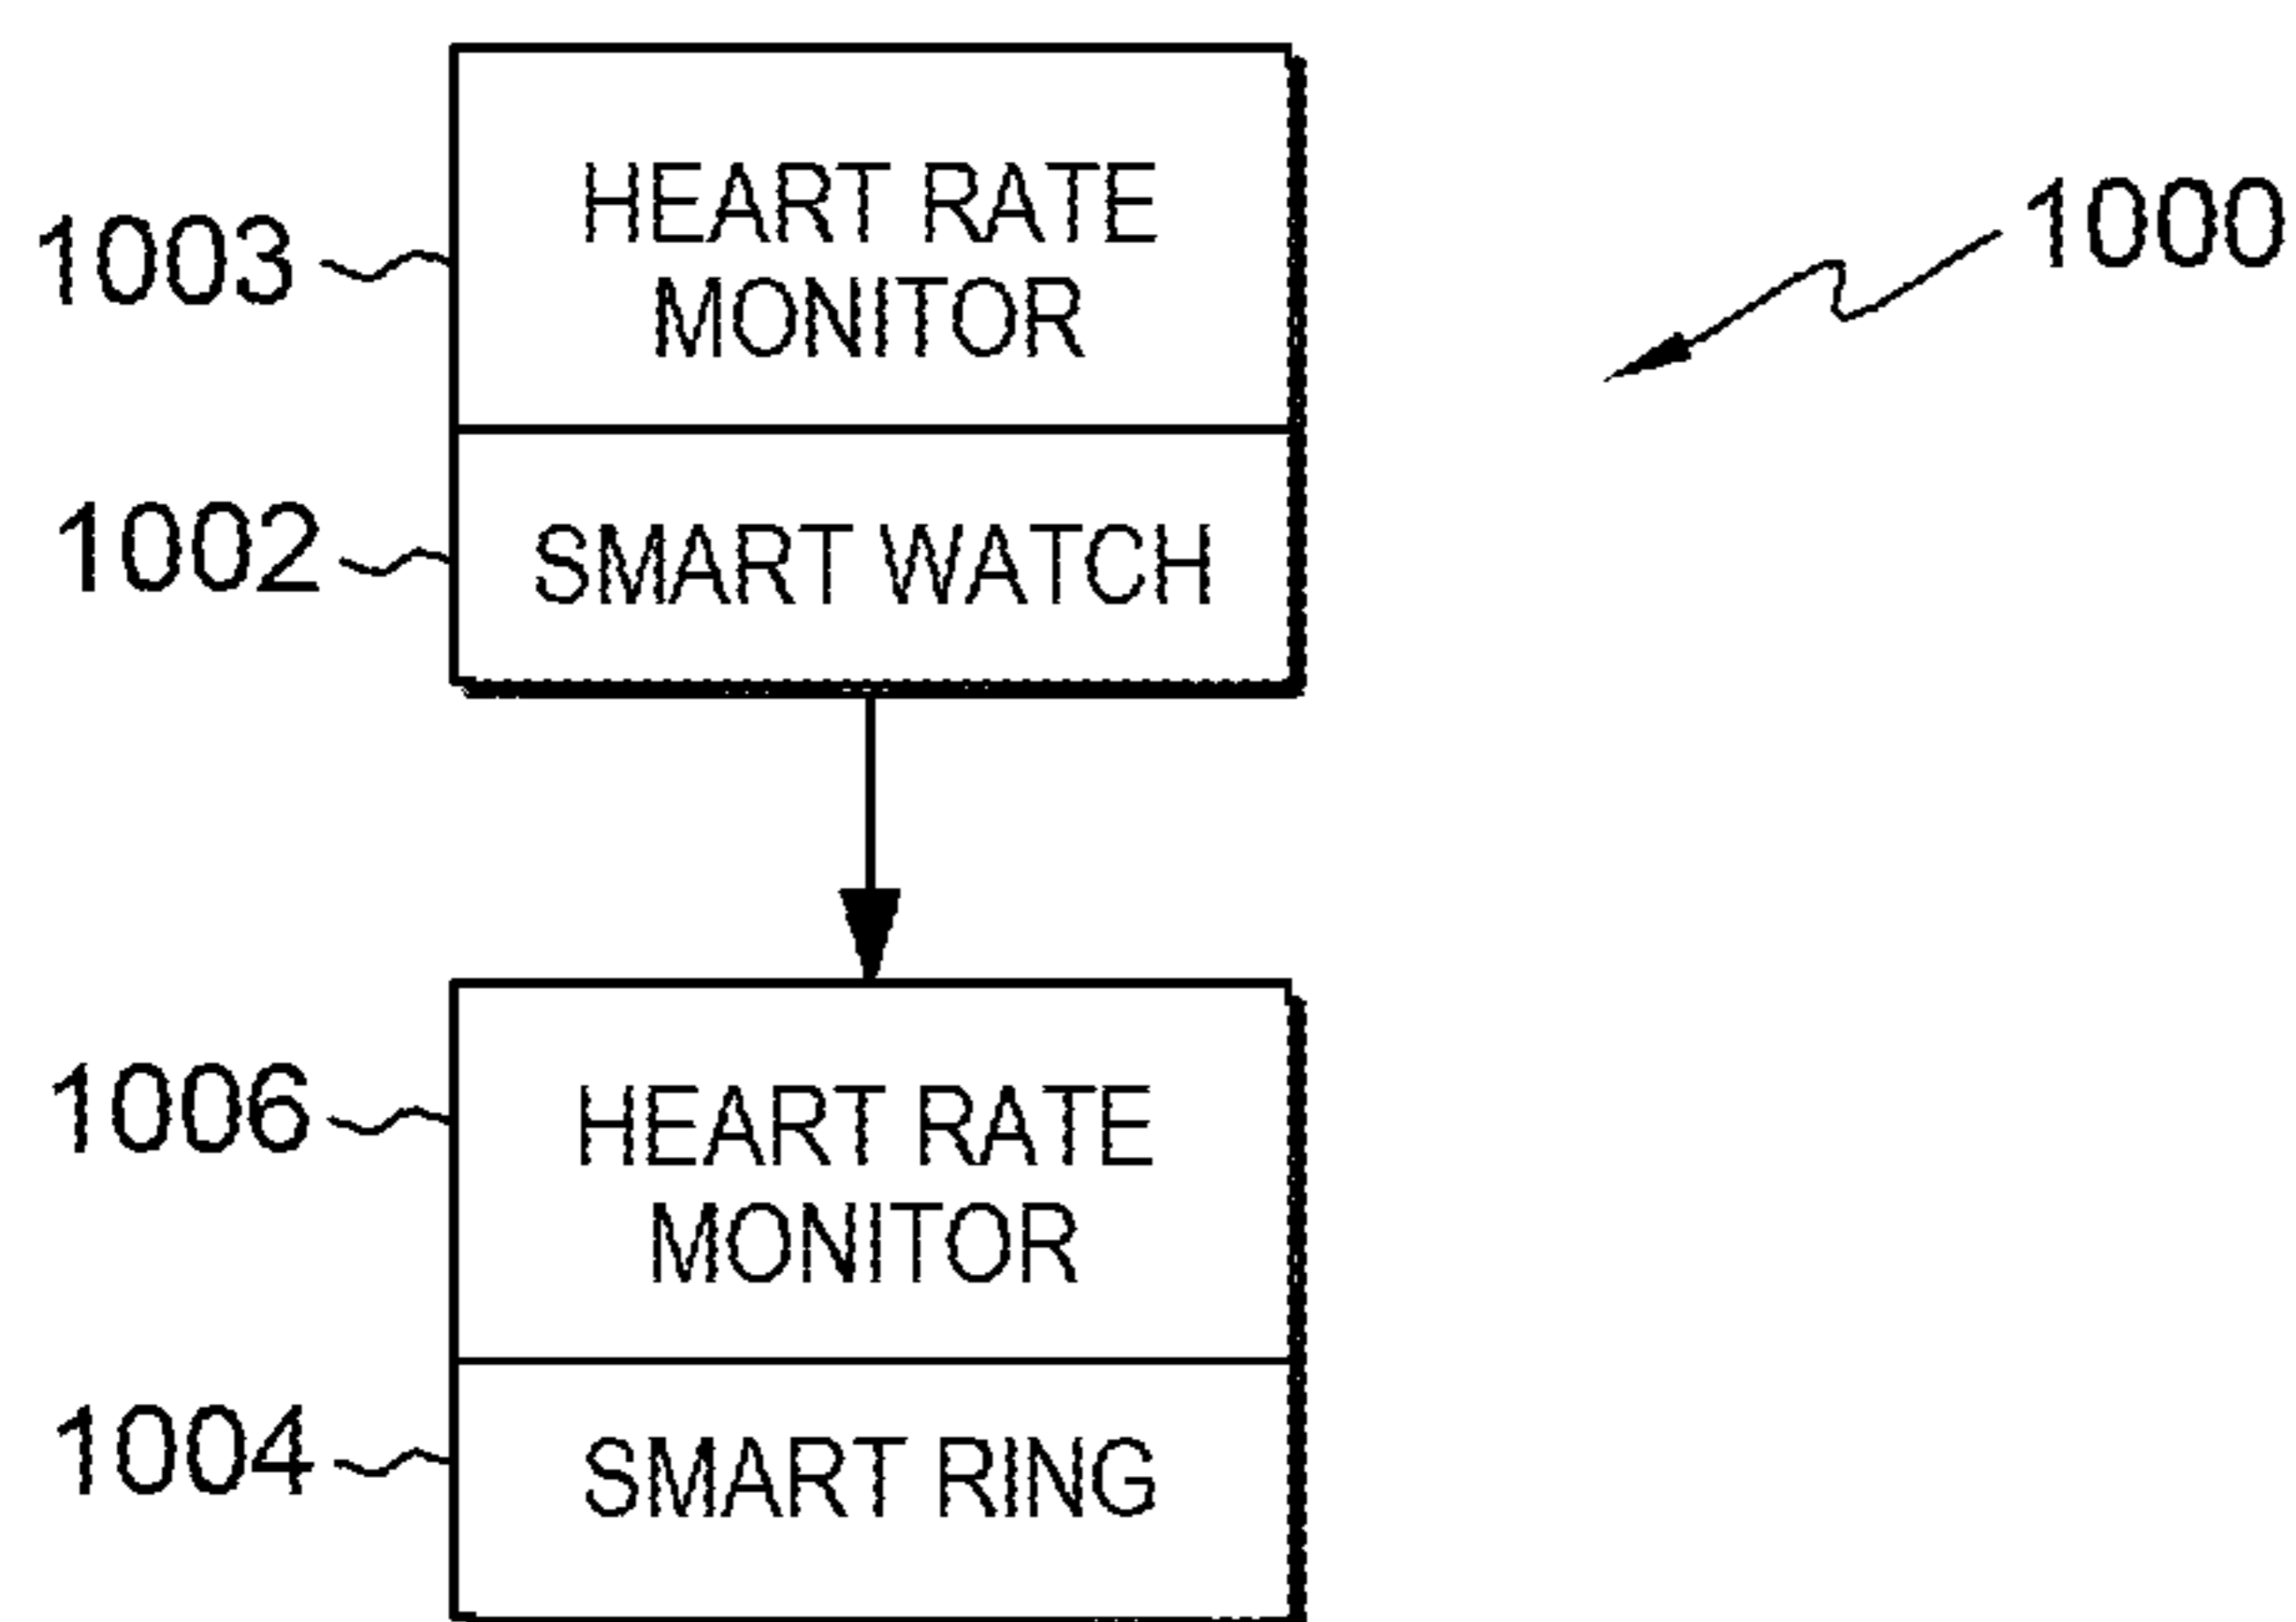 HEART RATE
MONITOR
1003
1000
SMART WATCH
1002
HEART RATE
MONITOR
1006
SMART RING
1004